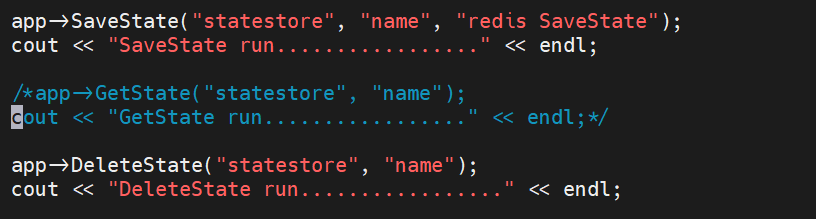 app->SaveState("statestore", "name", "redis SaveState");
cout << "SaveState run................." << endl;
/*app->GetState("statestore", "name");
cout << "GetState run................." << endl;*/
app->DeleteState("statestore", "name");
cout << "DeleteState run................." << endl;